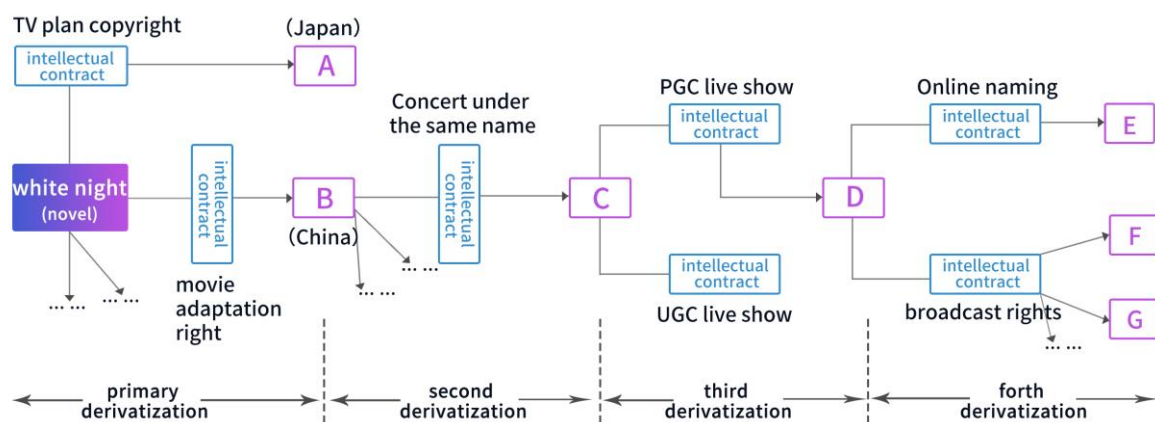 TV plan copyright
intellectual
contract
(Japan)
A
white night
(novel)
... ...
... ...
intellectual
contract
movie
adaptation
right
B
(China)
... ...
... ...
Concert under
the same name
intellectual
contract
C
PGC live show
intellectual
contract
intellectual
contract
UGC live show
D
Online naming
intellectual
contract
E
intellectual
contract
broadcast rights
F
G
... ...
primary
derivatization
second
derivatization
third
derivatization
forth
derivatization